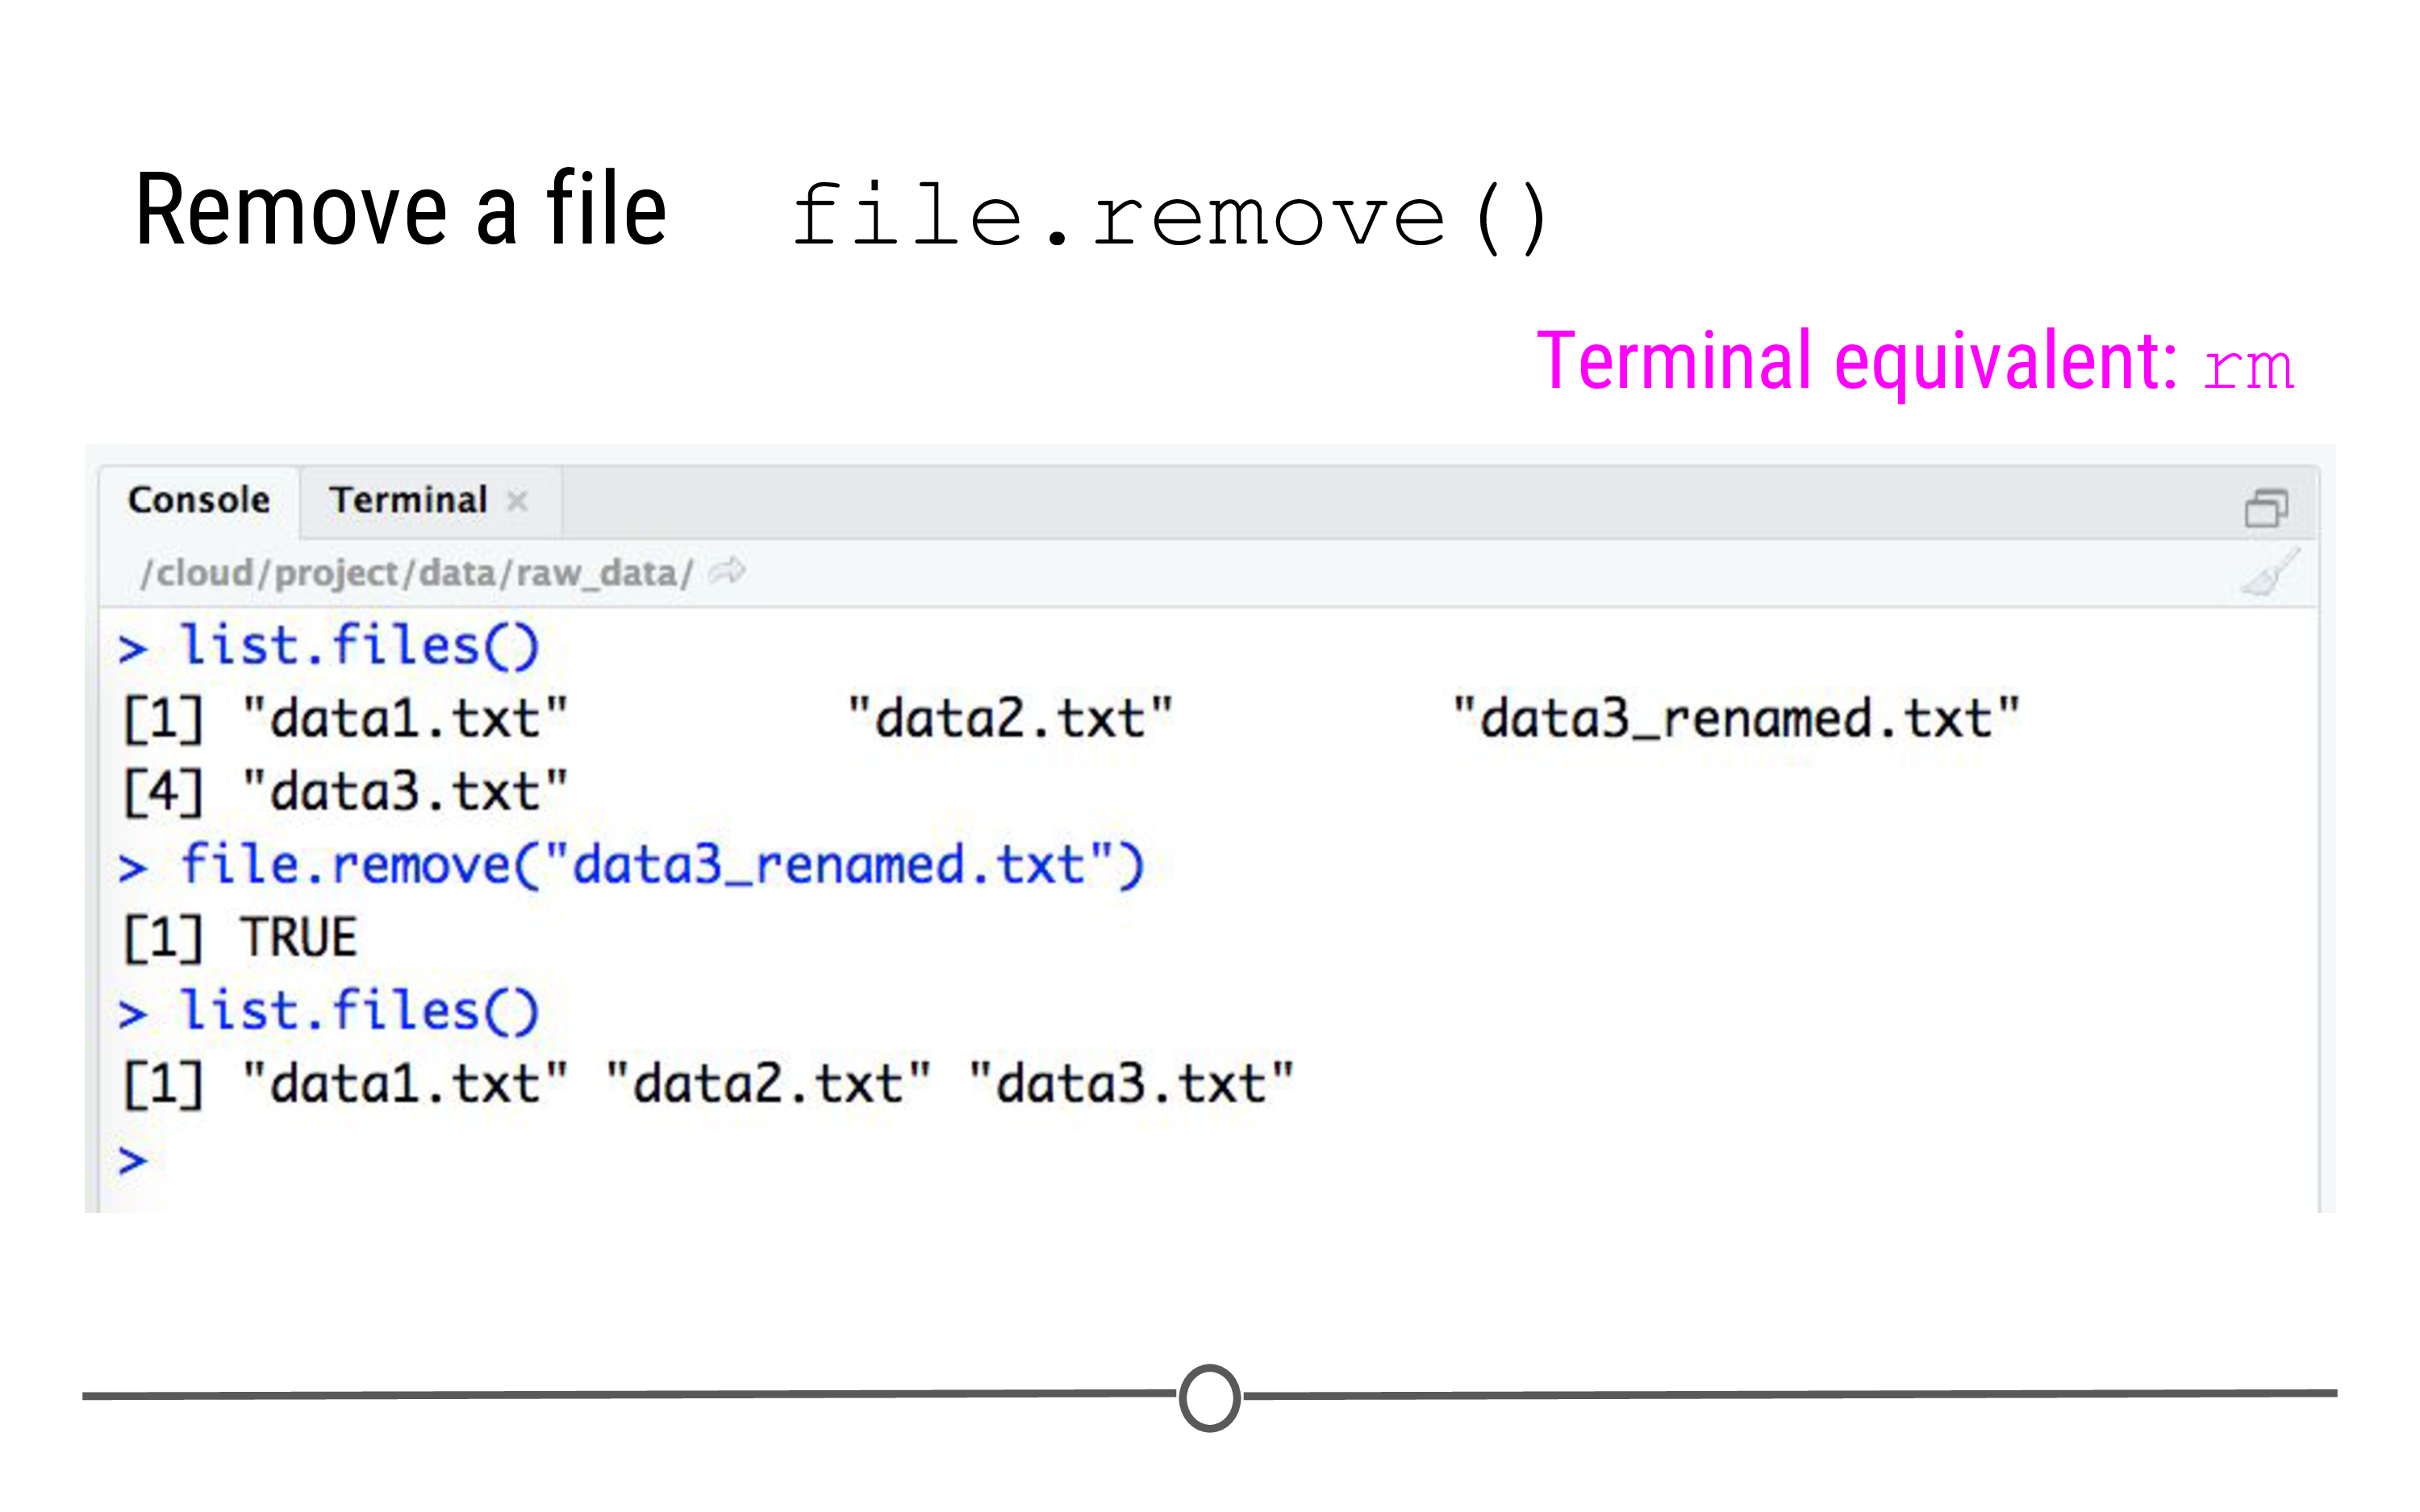 Remove a file file.remove()
Terminal equivalent: rm
Console Terminal ×
/cloud/project/data/raw_data/
> list.files()
[1] "data1.txt" "data2.txt" "data3_renamed.txt"
[4] "data3.txt"
> file.remove("data3_renamed.txt")
[1] TRUE
> list.files()
[1] "data1.txt" "data2.txt" "data3.txt"
>